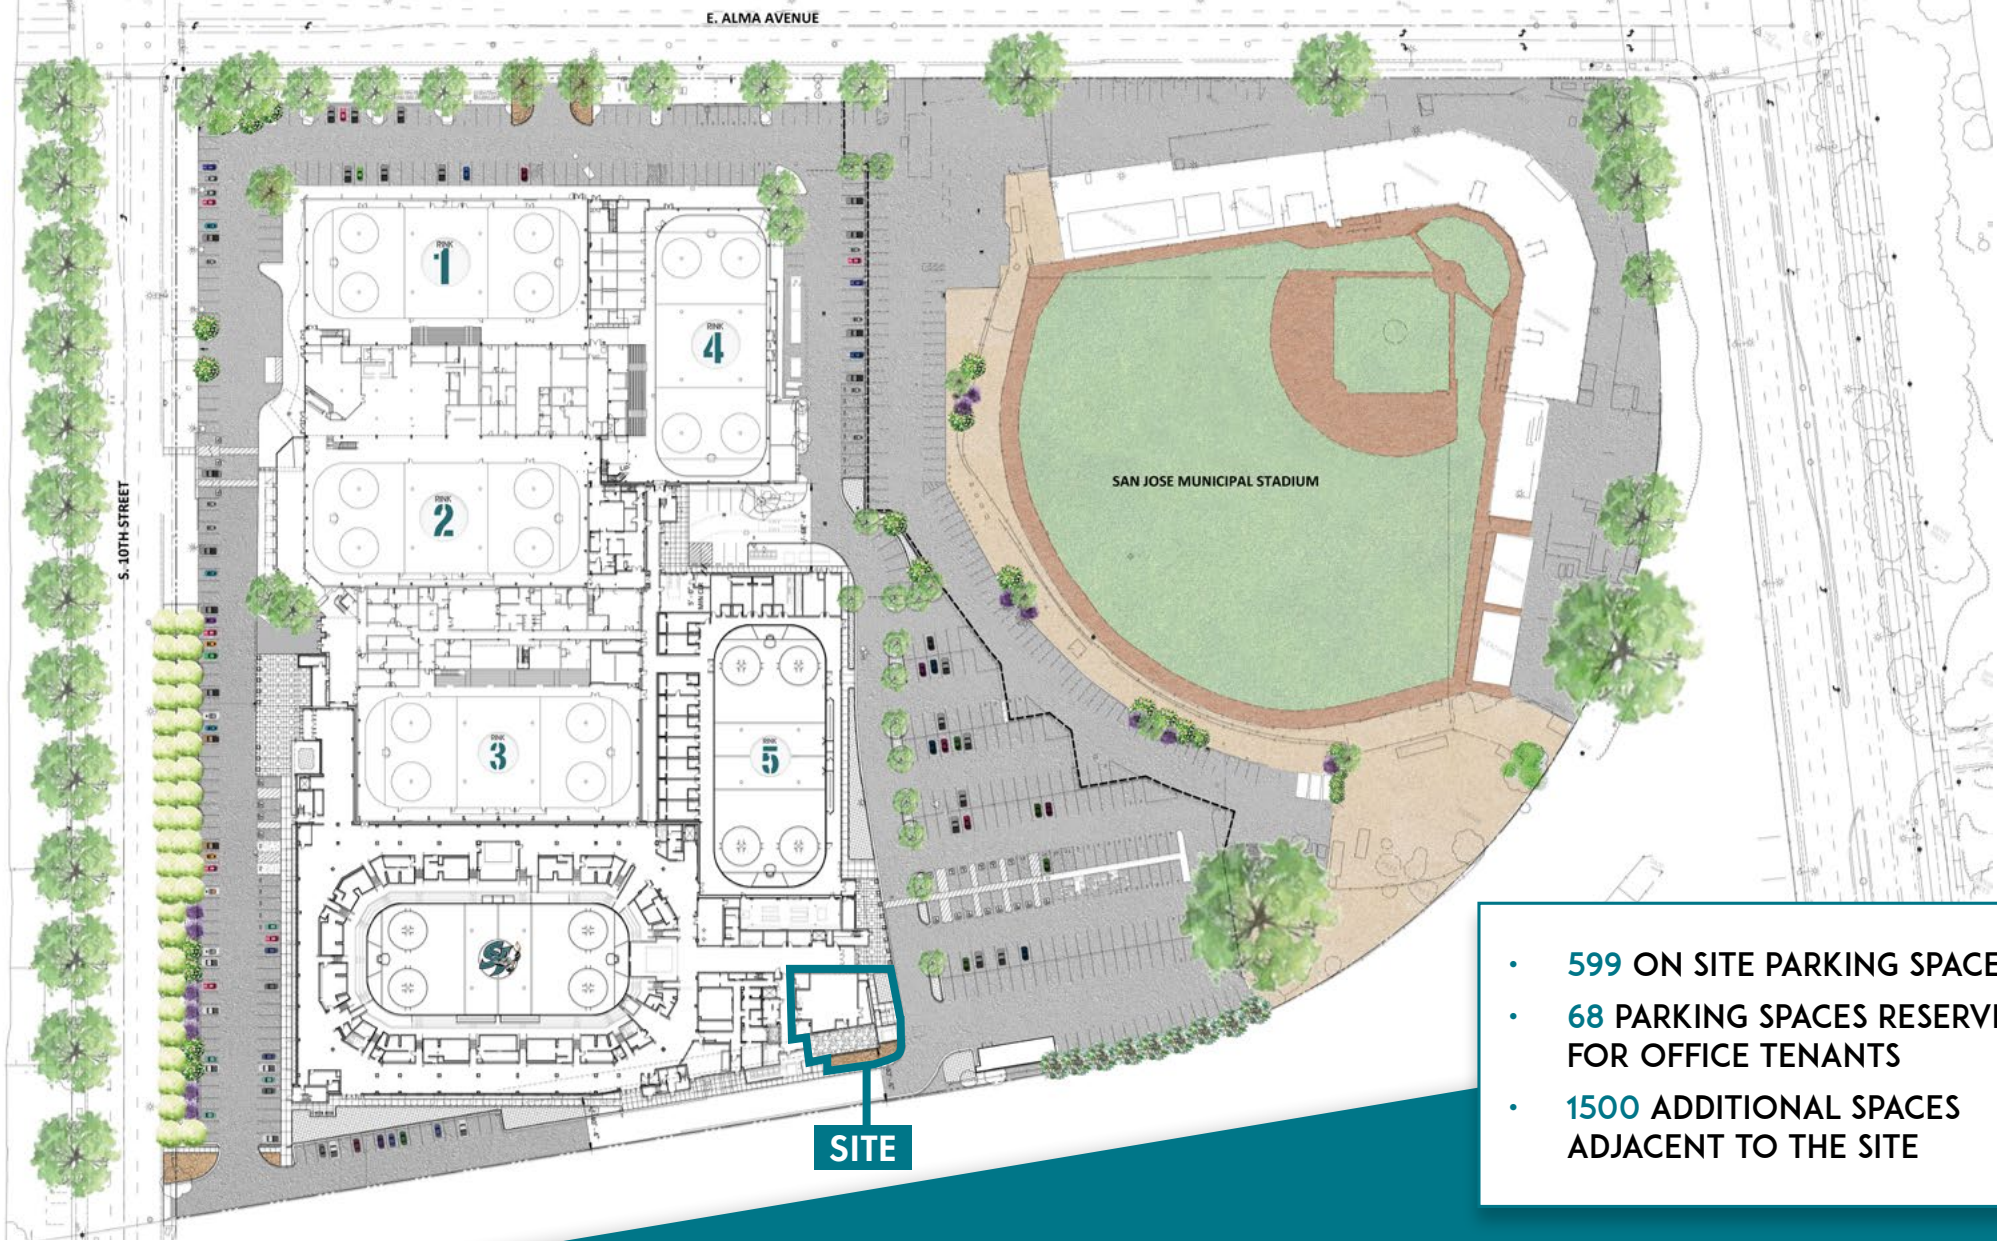 E. ALMA AVENUE
S. 10TH STREET
RINK
1
RINK
4
RINK
2
UP
SAN JOSE MUNICIPAL STADIUM
RINK
3
RINK
5
SITE
• 599 ON SITE PARKING SPACE
• 68 PARKING SPACES RESERV
FOR OFFICE TENANTS
• 1500 ADDITIONAL SPACES
ADJACENT TO THE SITE